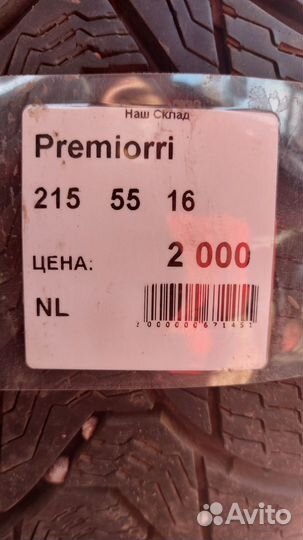 Наш Склад
Premiorri
215 55 16
ЦЕНА: 2 000
NL
2000000671451
Avito